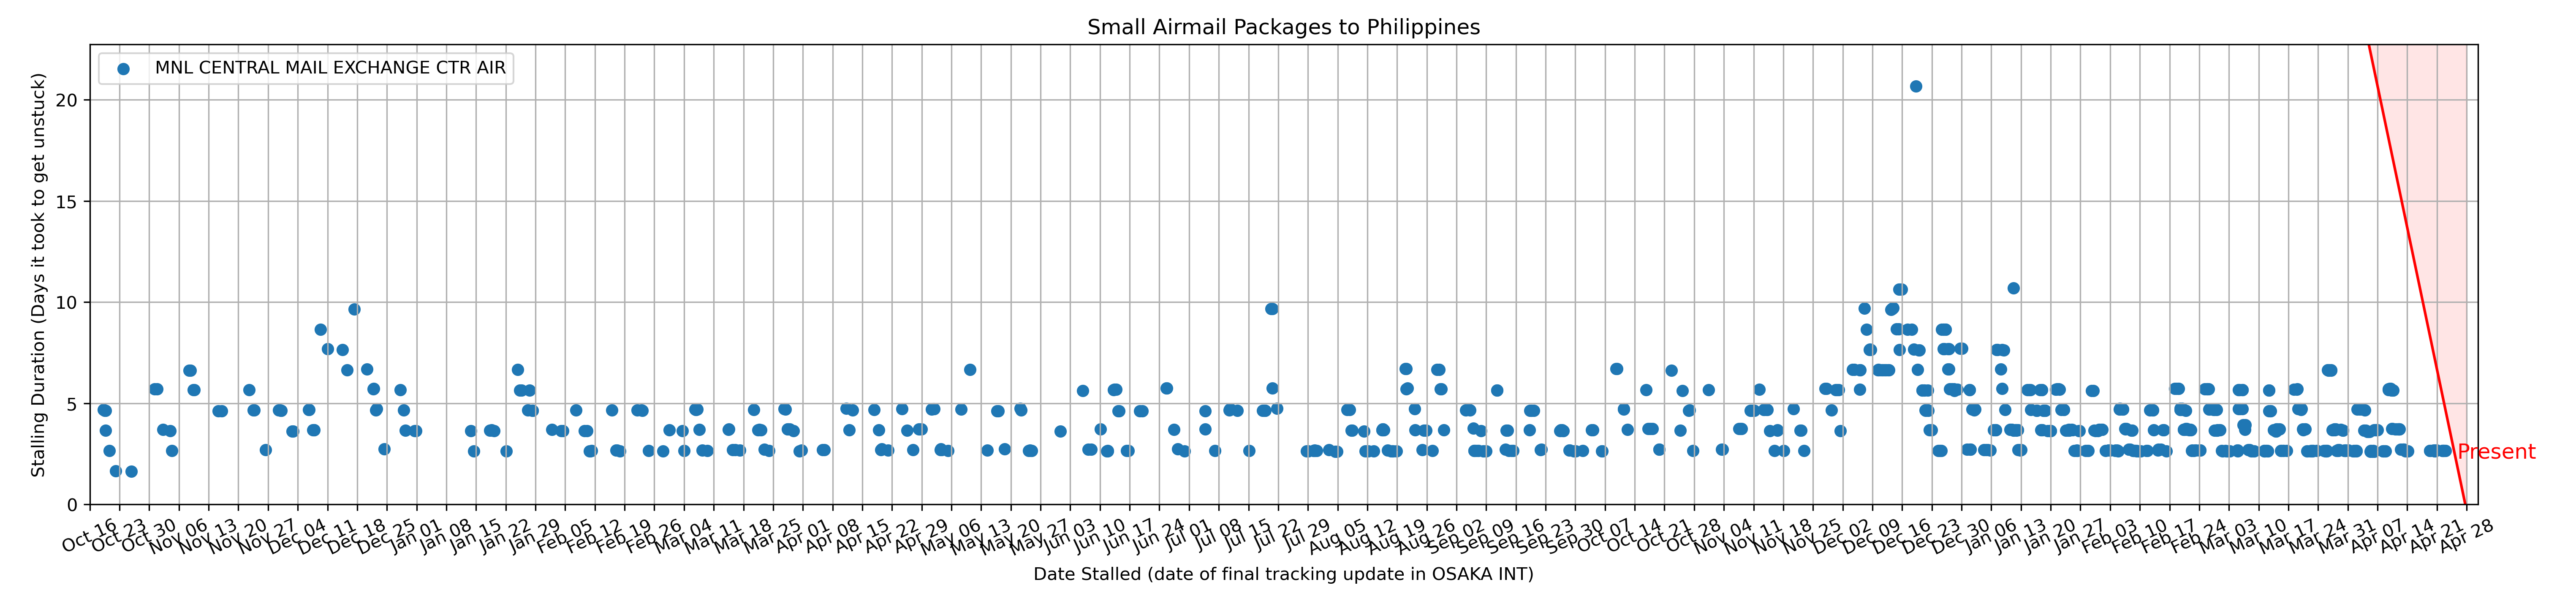 Small Airmail Packages to Philippines
MNL CENTRAL MAIL EXCHANGE CTR AIR
Stalling Duration (Days it took to get unstuck)
20
15
10
5
0
Present
Oct 16
Oct 23
Oct 30
Nov 06
Nov 13
Nov 20
Nov 27
Dec 04
Dec 11
Dec 18
Dec 25
Jan 01
Jan 08
Jan 15
Jan 22
Jan 29
Feb 05
Feb 12
Feb 19
Feb 26
Mar 04
Mar 11
Mar 18
Mar 25
Apr 01
Apr 08
Apr 15
Apr 22
Apr 29
May 06
May 13
May 20
May 27
Jun 03
Jun 10
Jun 17
Jun 24
Jul 01
Jul 08
Jul 15
Jul 22
Jul 29
Aug 05
Aug 12
Aug 19
Aug 26
Sep 02
Sep 09
Sep 16
Sep 23
Sep 30
Oct 07
Oct 14
Oct 21
Oct 28
Nov 04
Nov 11
Nov 18
Nov 25
Dec 02
Dec 09
Dec 16
Dec 23
Dec 30
Jan 06
Jan 13
Jan 20
Jan 27
Feb 03
Feb 10
Feb 17
Feb 24
Mar 03
Mar 10
Mar 17
Mar 24
Mar 31
Apr 07
Apr 14
Apr 21
Apr 28
Date Stalled (date of final tracking update in OSAKA INT)